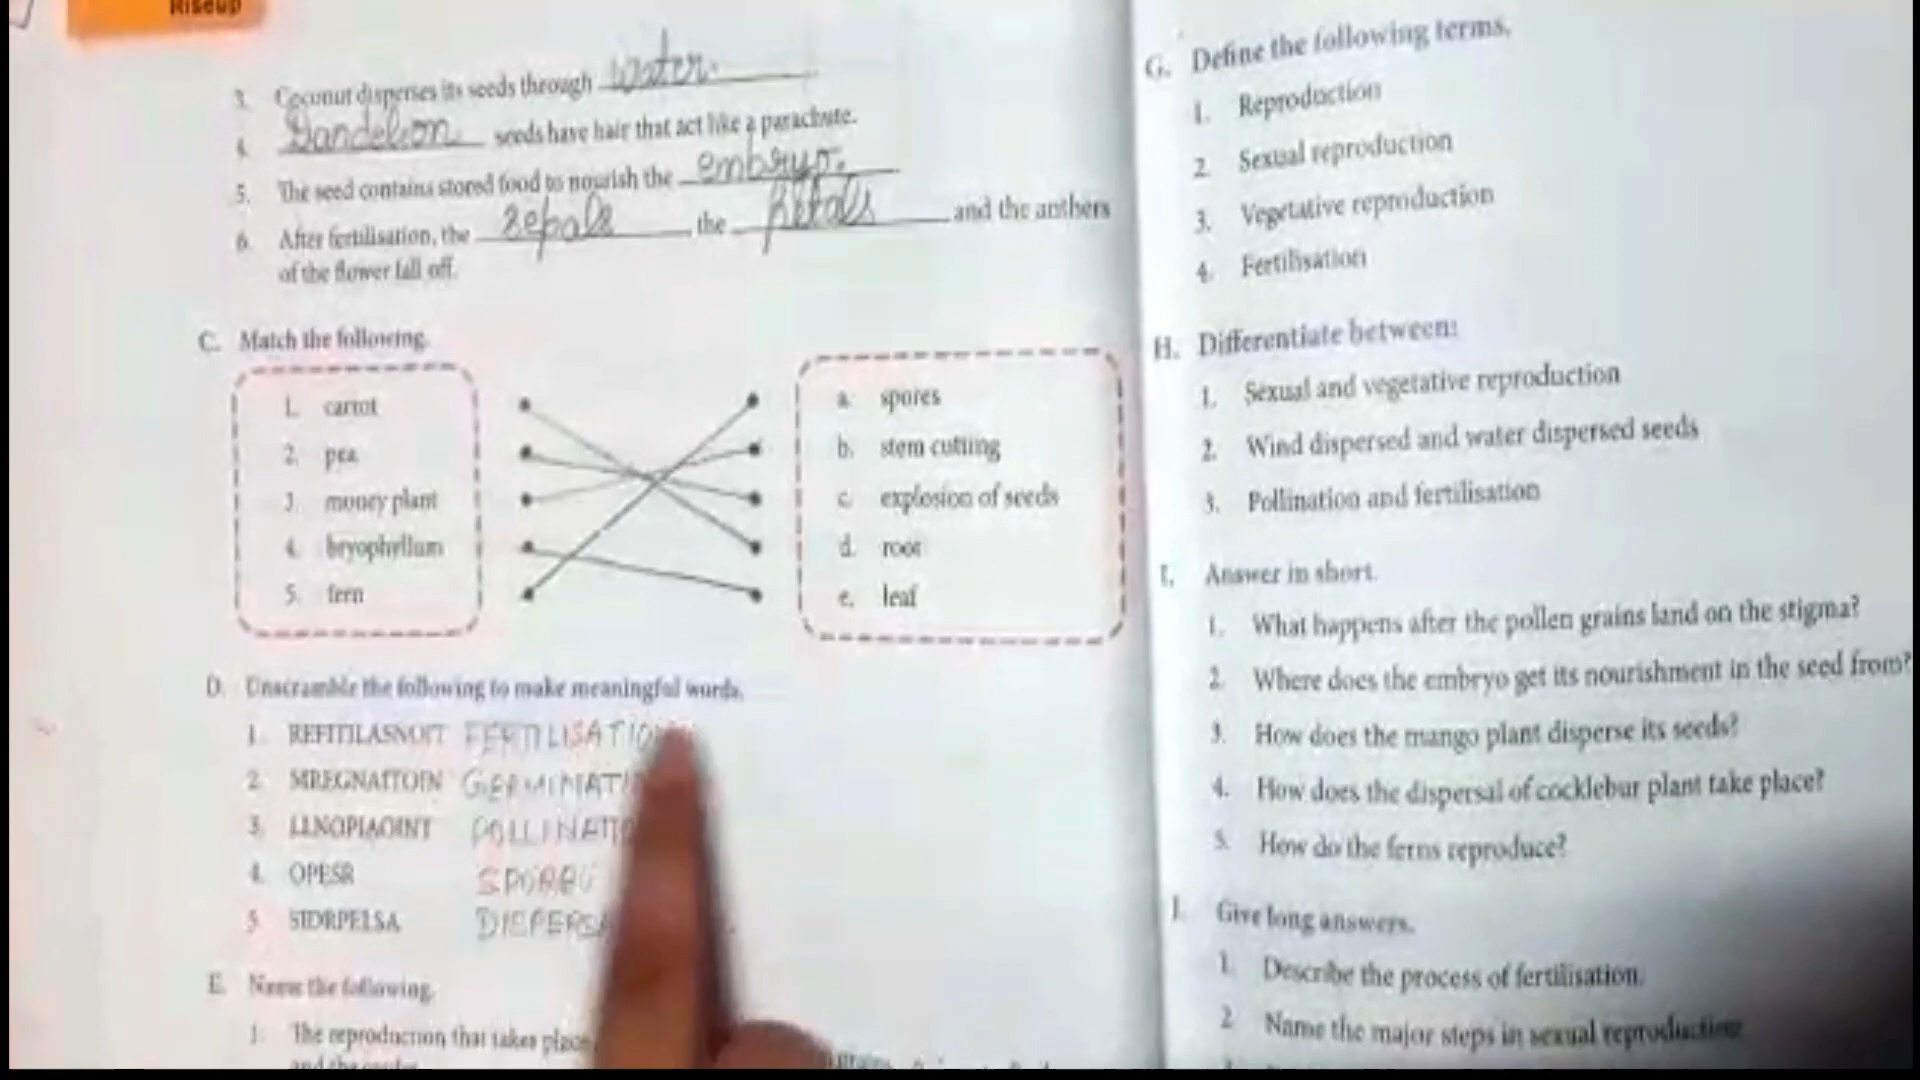 Riseup
3. Coconut disperses its seeds through water.
4. Dandelion seeds have hair that act like a parachute.
5. The seed contains stored food to nourish the embryo.
6. After fertilisation, the sepals the petals and the anthers
of the flower fall off.
C. Match the following.
1. carrot
2. pea
3. money plant
4. bryophyllum
5. fern
a. spores
b. stem cutting
c. explosion of seeds
d. root
e. leaf
D. Unscramble the following to make meaningful words.
1. REFITILASNOIT FERTILISATIO
2. MREGNAITOIN GERMINATI
3. LLNOPIAOINT POLLINATIO
4. OPESR SPORE
5. SIDRPELSA DISPERSA
E. Name the following.
1. The reproduction that takes place
G. Define the following terms.
1. Reproduction
2. Sexual reproduction
3. Vegetative reproduction
4. Fertilisation
H. Differentiate between:
1. Sexual and vegetative reproduction
2. Wind dispersed and water dispersed seeds
3. Pollination and fertilisation
I. Answer in short.
1. What happens after the pollen grains land on the stigma?
2. Where does the embryo get its nourishment in the seed from?
3. How does the mango plant disperse its seeds?
4. How does the dispersal of cocklebur plant take place?
5. How do the ferns reproduce?
J. Give long answers.
1. Describe the process of fertilisation.
2. Name the major steps in sexual reproduction